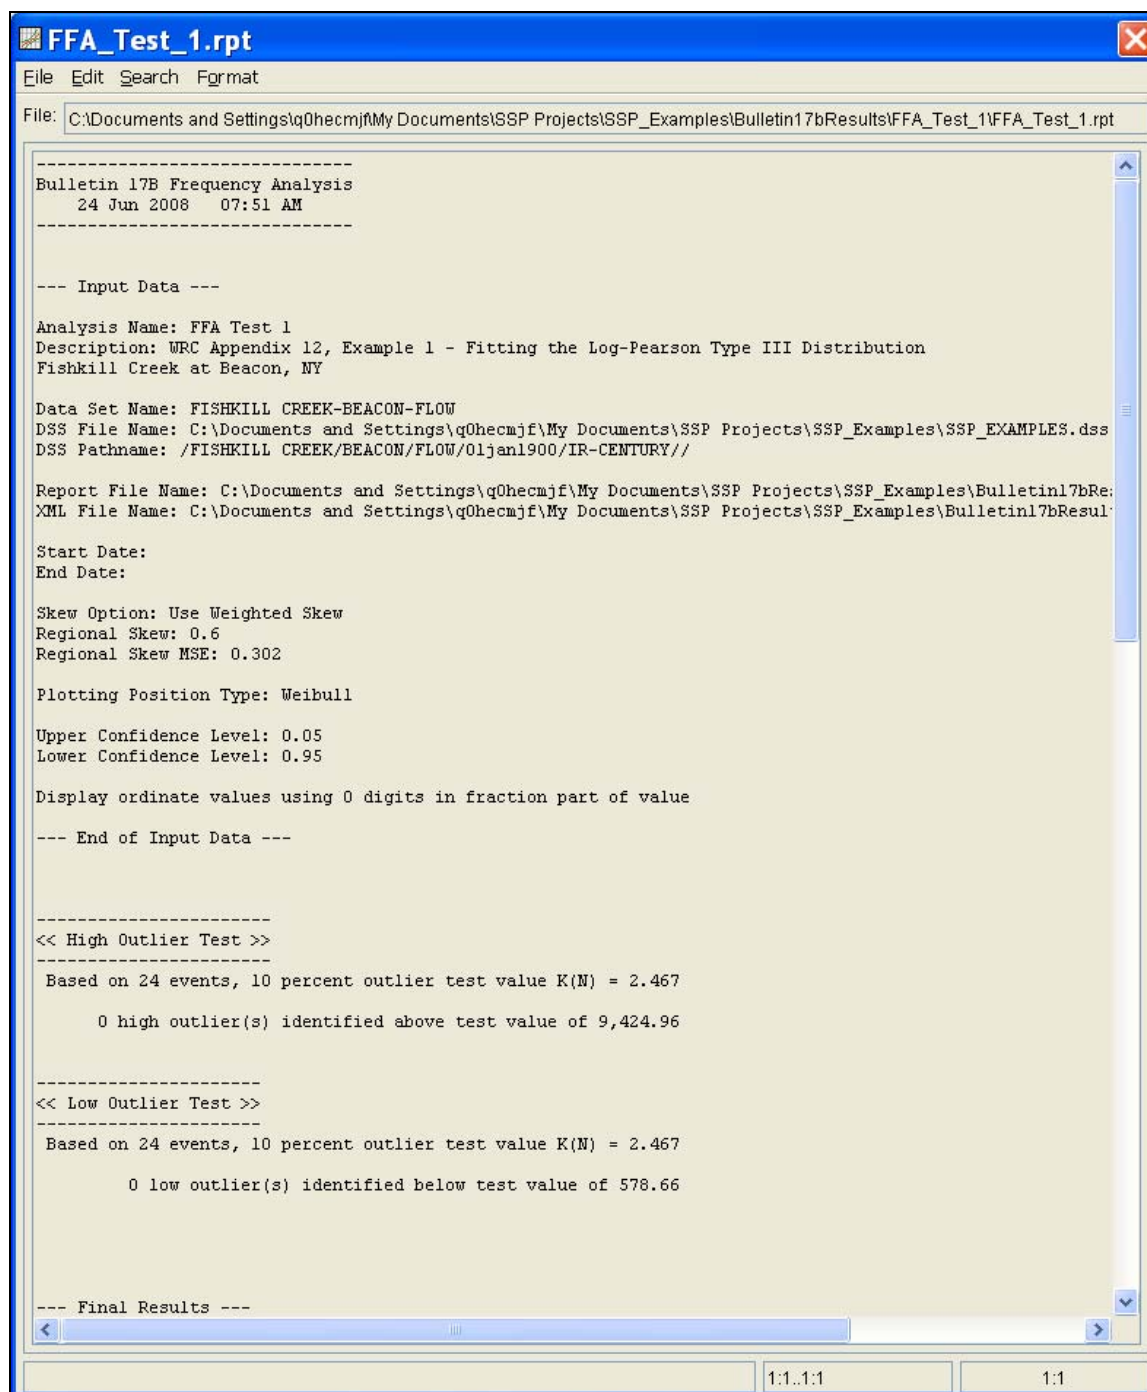 FFA_Test_1.rpt
File Edit Search Format
File: C:\Documents and Settings\q0hecmjf\My Documents\SSP Projects\SSP_Examples\Bulletin17bResults\FFA_Test_1\FFA_Test_1.rpt
-------------------------------
Bulletin 17B Frequency Analysis
24 Jun 2008 07:51 AM
-------------------------------
--- Input Data ---
Analysis Name: FFA Test 1
Description: WRC Appendix 12, Example 1 - Fitting the Log-Pearson Type III Distribution
Fishkill Creek at Beacon, NY
Data Set Name: FISHKILL CREEK-BEACON-FLOW
DSS File Name: C:\Documents and Settings\q0hecmjf\My Documents\SSP Projects\SSP_Examples\SSP_EXAMPLES.dss
DSS Pathname: /FISHKILL CREEK/BEACON/FLOW/01jan1900/IR-CENTURY//
Report File Name: C:\Documents and Settings\q0hecmjf\My Documents\SSP Projects\SSP_Examples\Bulletin17bRe
XML File Name: C:\Documents and Settings\q0hecmjf\My Documents\SSP Projects\SSP_Examples\Bulletin17bResul
Start Date:
End Date:
Skew Option: Use Weighted Skew
Regional Skew: 0.6
Regional Skew MSE: 0.302
Plotting Position Type: Weibull
Upper Confidence Level: 0.05
Lower Confidence Level: 0.95
Display ordinate values using 0 digits in fraction part of value
--- End of Input Data ---
-----------------------
<< High Outlier Test >>
-----------------------
Based on 24 events, 10 percent outlier test value K(N) = 2.467
0 high outlier(s) identified above test value of 9,424.96
----------------------
<< Low Outlier Test >>
----------------------
Based on 24 events, 10 percent outlier test value K(N) = 2.467
0 low outlier(s) identified below test value of 578.66
--- Final Results ---
1:1..1:1 1:1